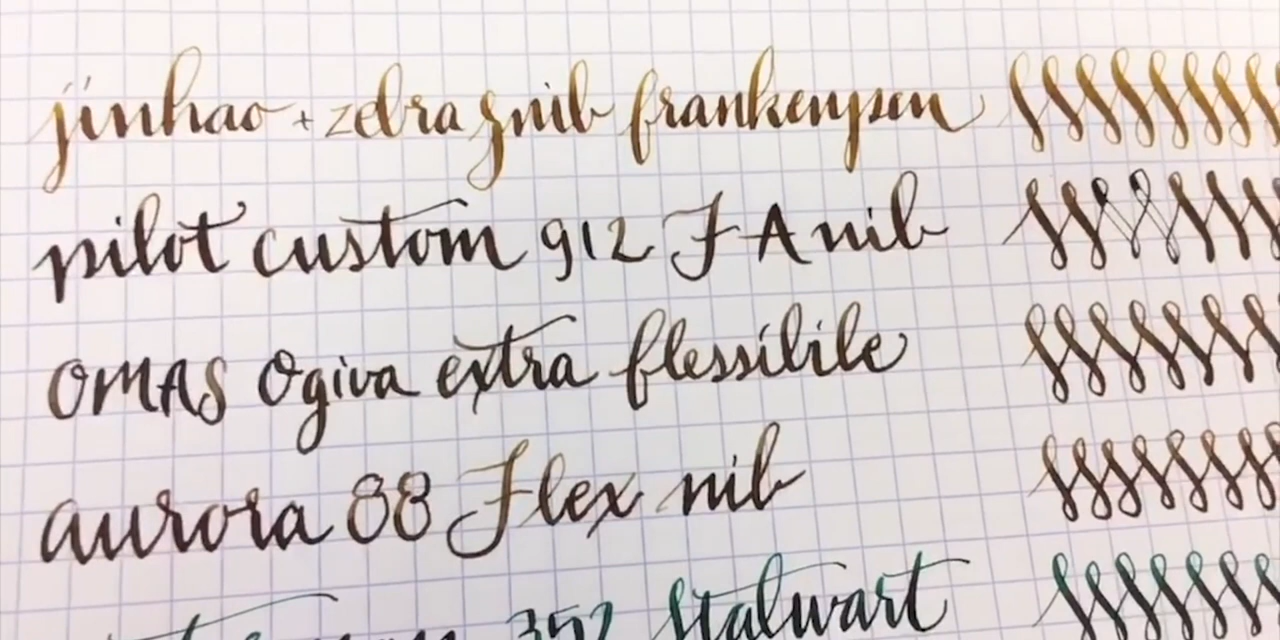 jinhao + zebra g nib frankenpen
pilot custom 912 FA nib
OMAS Ogiva extra flessibile
aurora 88 Flex nib
352 Stalwart